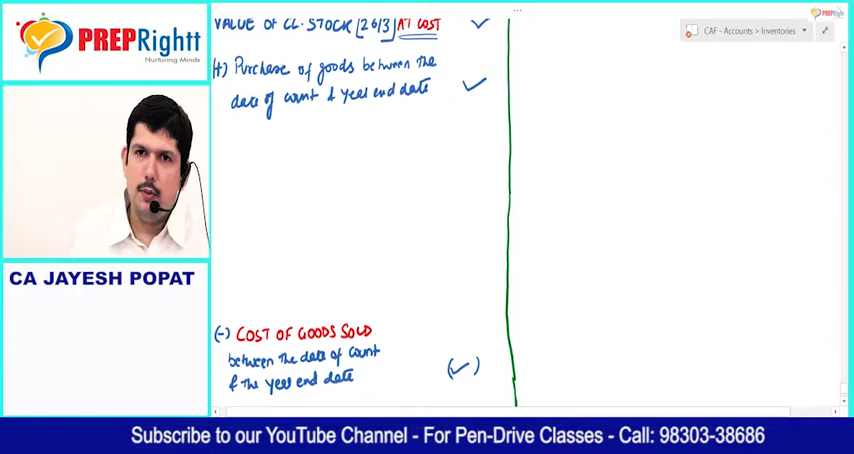 PREPRightt
Nurturing Minds
VALUE OF CL. STOCK [26/3] AT COST
(+) Purchase of goods between the
date of count & Year end date
CAF - Accounts > Inventories
CA JAYESH POPAT
(-) COST OF GOODS SOLD
between the date of count
& the Year end date
Subscribe to our YouTube Channel - For Pen-Drive Classes - Call: 98303-38686